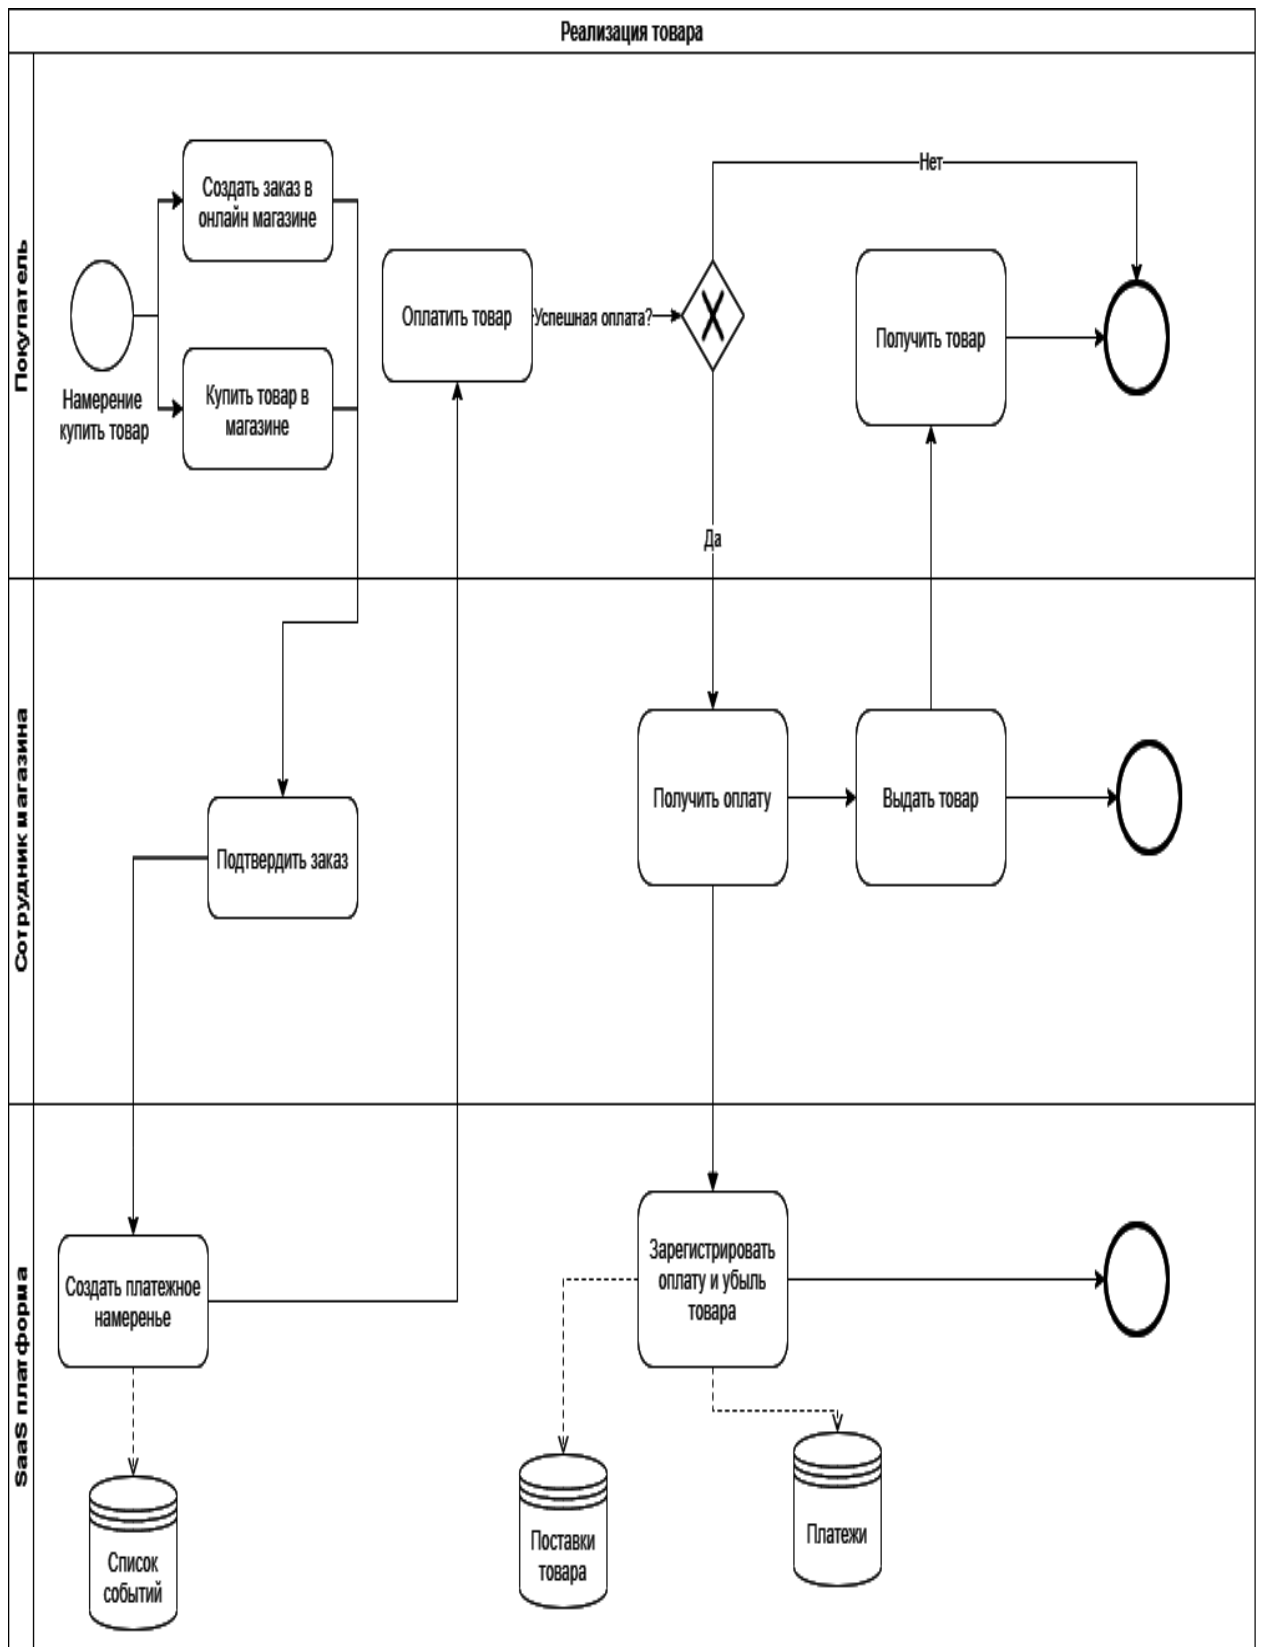 Реализация товара
Покупатель
Создать заказ в
онлайн магазине
Намерение
купить товар
Купить товар в
магазине
Оплатить товар
Успешная оплата?
Нет
Да
Получить товар
Сотрудник магазина
Подтвердить заказ
Получить оплату
Выдать товар
SaaS платформа
Создать платежное
намеренье
Список
событий
Зарегистрировать
оплату и убыль
товара
Поставки
товара
Платежи